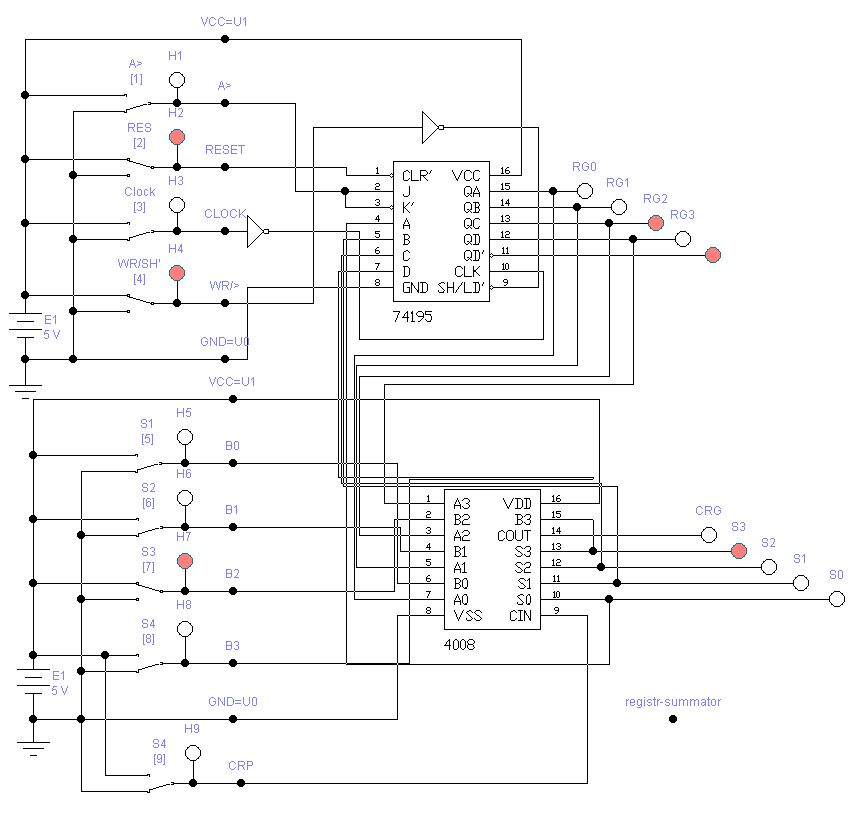 VCC=U1
A>
[1]
H1
A>
H2
RES
[2]
RESET
H3
Clock
[3]
CLOCK
H4
WR/SH'
[4]
WR/>
E1
5 V
GND=U0
1 CLR' VCC 16
2 J QA 15
3 K' QB 14
4 A QC 13
5 B QD 12
6 C QD' 11
7 D CLK 10
8 GND SH/LD' 9
74195
RG0
RG1
RG2
RG3
VCC=U1
S1
[5]
H5
B0
H6
S2
[6]
B1
H7
S3
[7]
B2
H8
S4
[8]
B3
E1
5 V
GND=U0
H9
S4
[9]
CRP
1 A3 VDD 16
2 B2 B3 15
3 A2 COUT 14
4 B1 S3 13
5 A1 S2 12
6 B0 S1 11
7 A0 S0 10
8 VSS CIN 9
4008
CRG
S3
S2
S1
S0
registr-summator